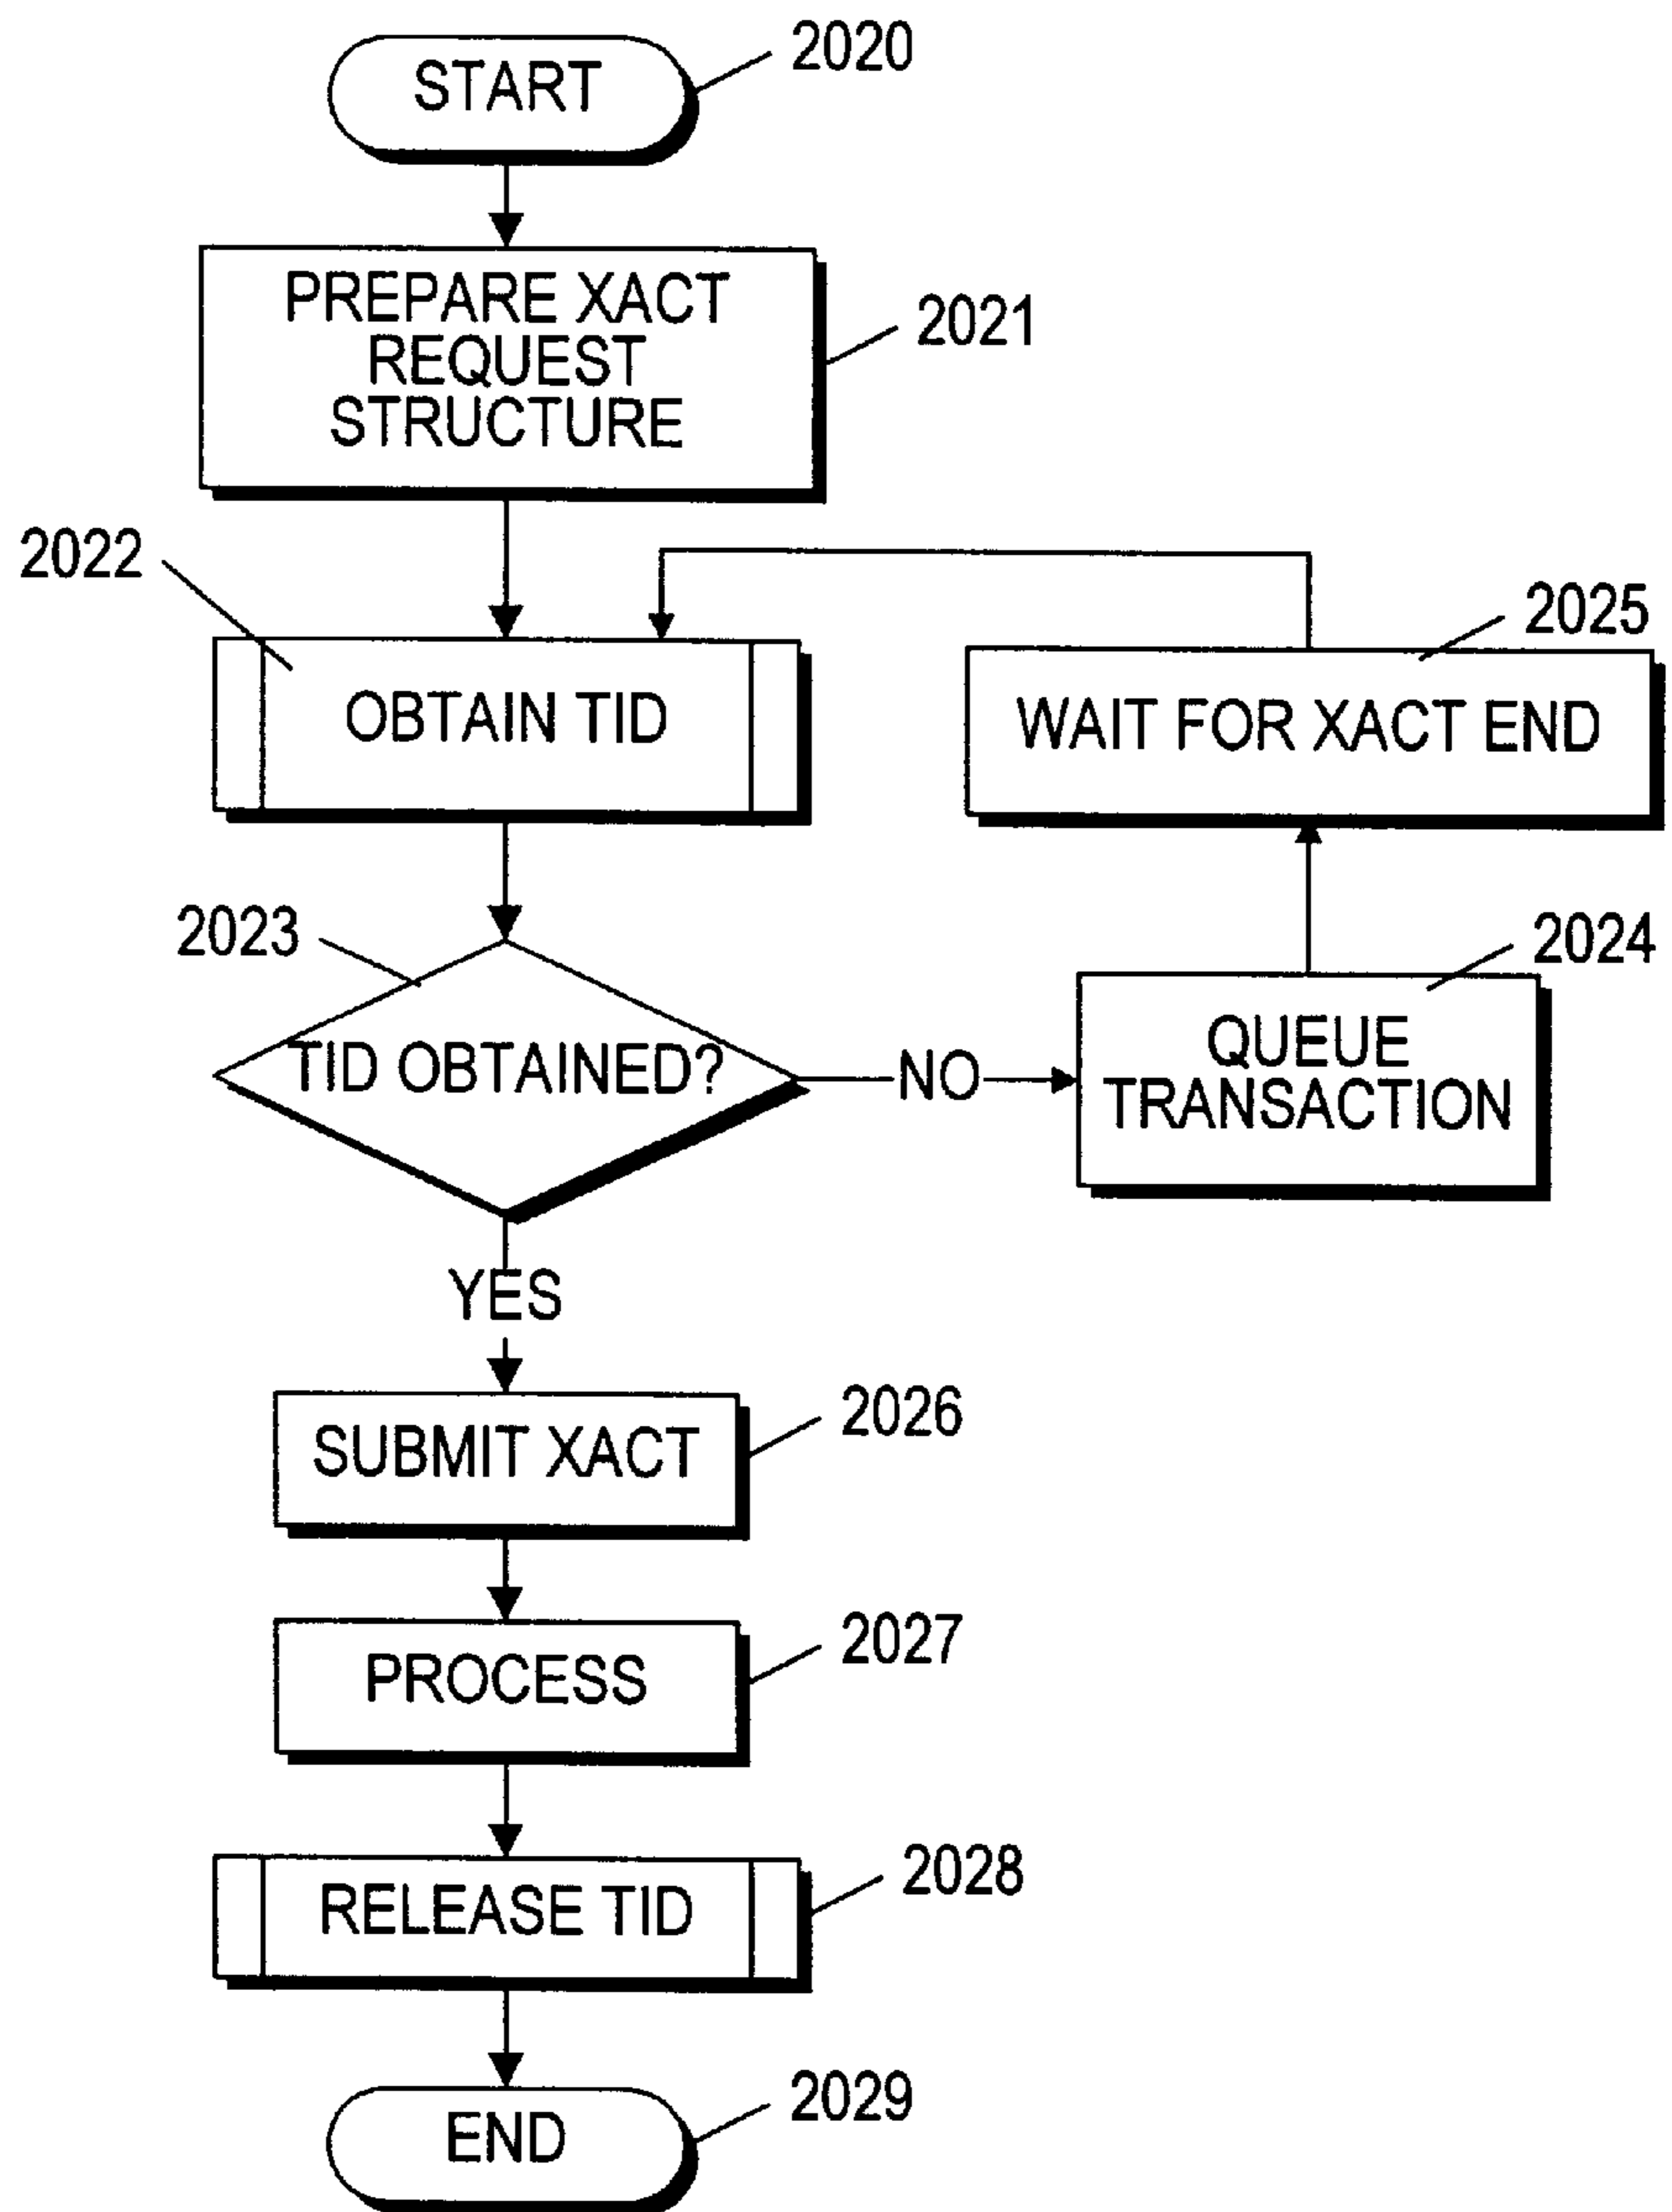 START
2020
PREPARE XACT
REQUEST
STRUCTURE
2021
2022
OBTAIN TID
2025
WAIT FOR XACT END
2023
TID OBTAINED?
NO
2024
QUEUE
TRANSACTION
YES
SUBMIT XACT
2026
PROCESS
2027
RELEASE TID
2028
END
2029